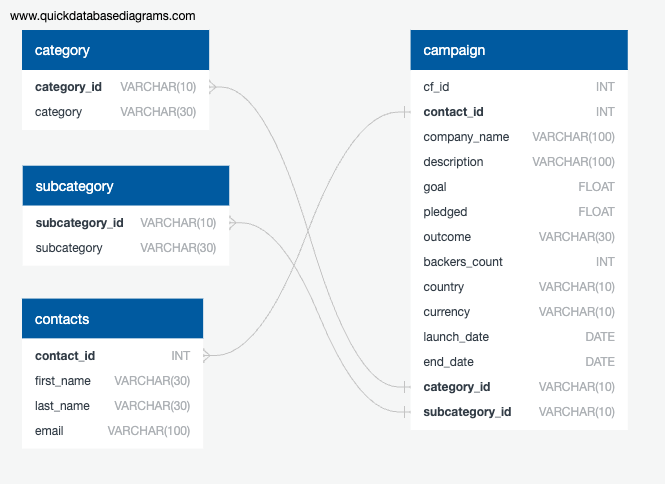 www.quickdatabasediagrams.com
category
category_id VARCHAR(10)
category VARCHAR(30)
subcategory
subcategory_id VARCHAR(10)
subcategory VARCHAR(30)
contacts
contact_id INT
first_name VARCHAR(30)
last_name VARCHAR(30)
email VARCHAR(100)
campaign
cf_id INT
contact_id INT
company_name VARCHAR(100)
description VARCHAR(100)
goal FLOAT
pledged FLOAT
outcome VARCHAR(30)
backers_count INT
country VARCHAR(10)
currency VARCHAR(10)
launch_date DATE
end_date DATE
category_id VARCHAR(10)
subcategory_id VARCHAR(10)